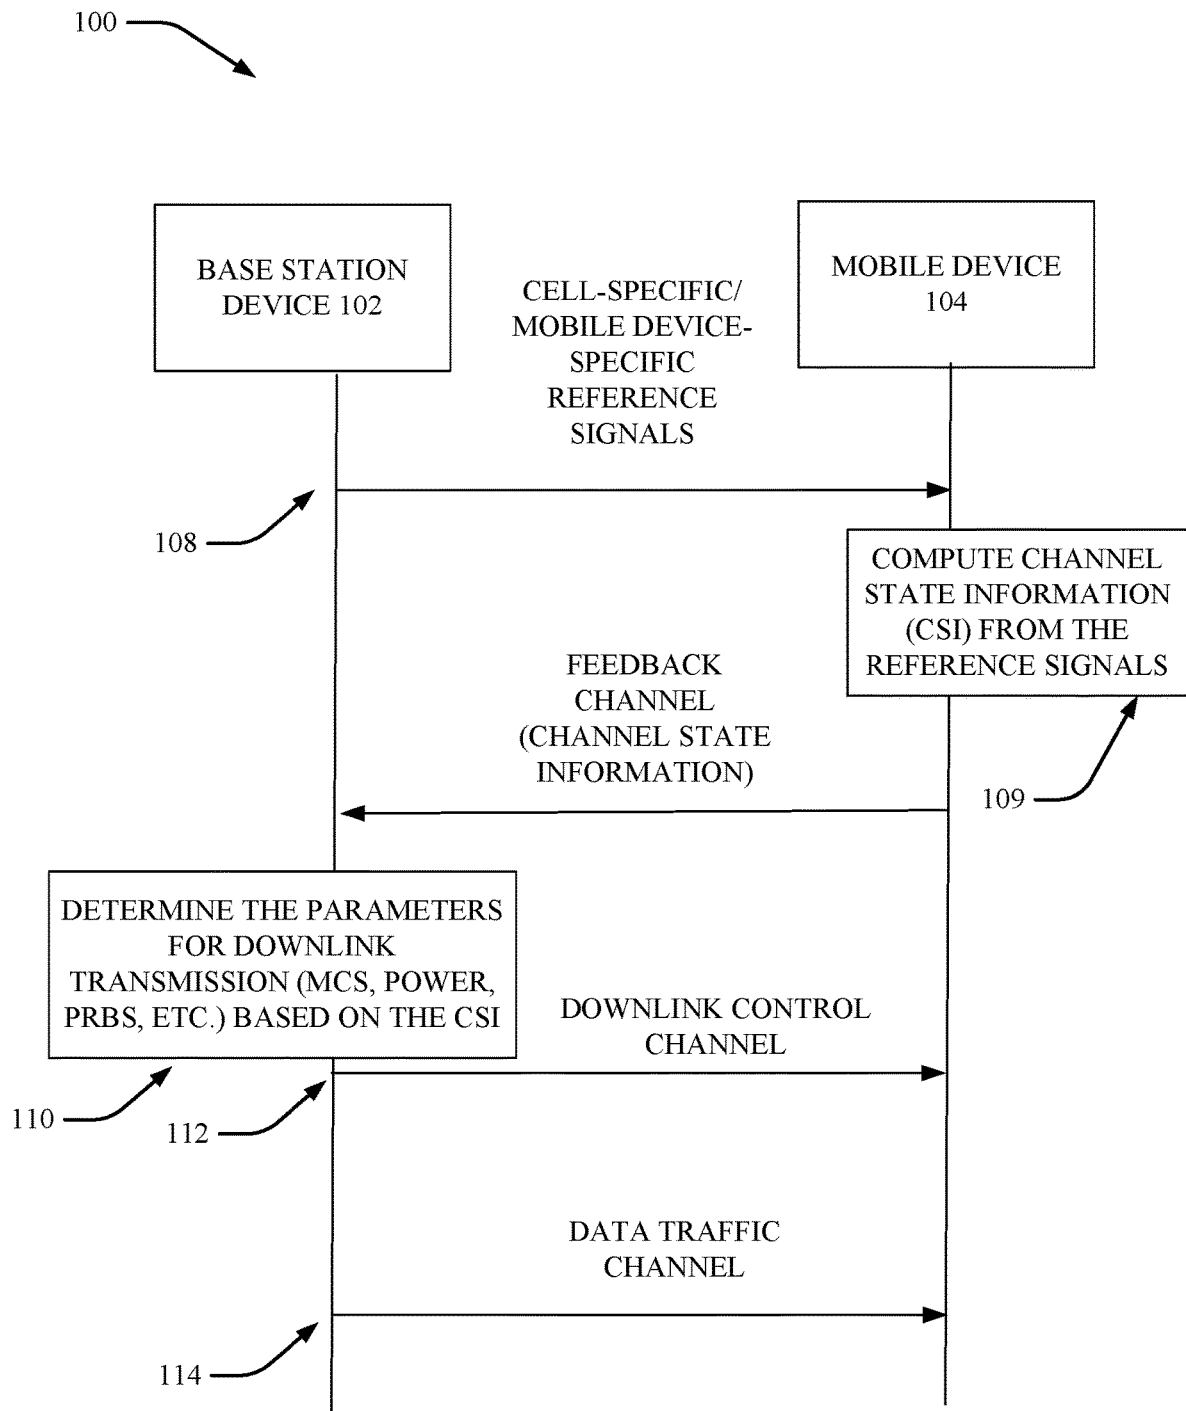 100
BASE STATION
DEVICE 102
MOBILE DEVICE
104
CELL-SPECIFIC/
MOBILE DEVICE-
SPECIFIC
REFERENCE
SIGNALS
108
COMPUTE CHANNEL
STATE INFORMATION
(CSI) FROM THE
REFERENCE SIGNALS
109
FEEDBACK
CHANNEL
(CHANNEL STATE
INFORMATION)
DETERMINE THE PARAMETERS
FOR DOWNLINK
TRANSMISSION (MCS, POWER,
PRBS, ETC.) BASED ON THE CSI
110
DOWNLINK CONTROL
CHANNEL
112
DATA TRAFFIC
CHANNEL
114